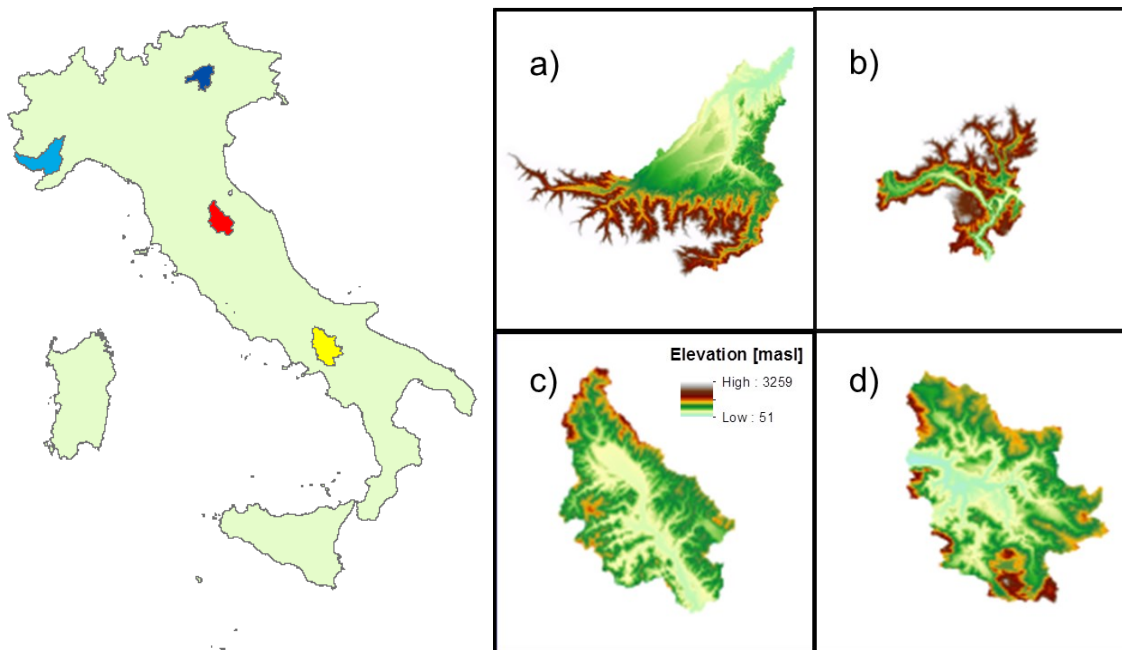 a)
b)
c)
Elevation [masl]
High : 3259
Low : 51
d)